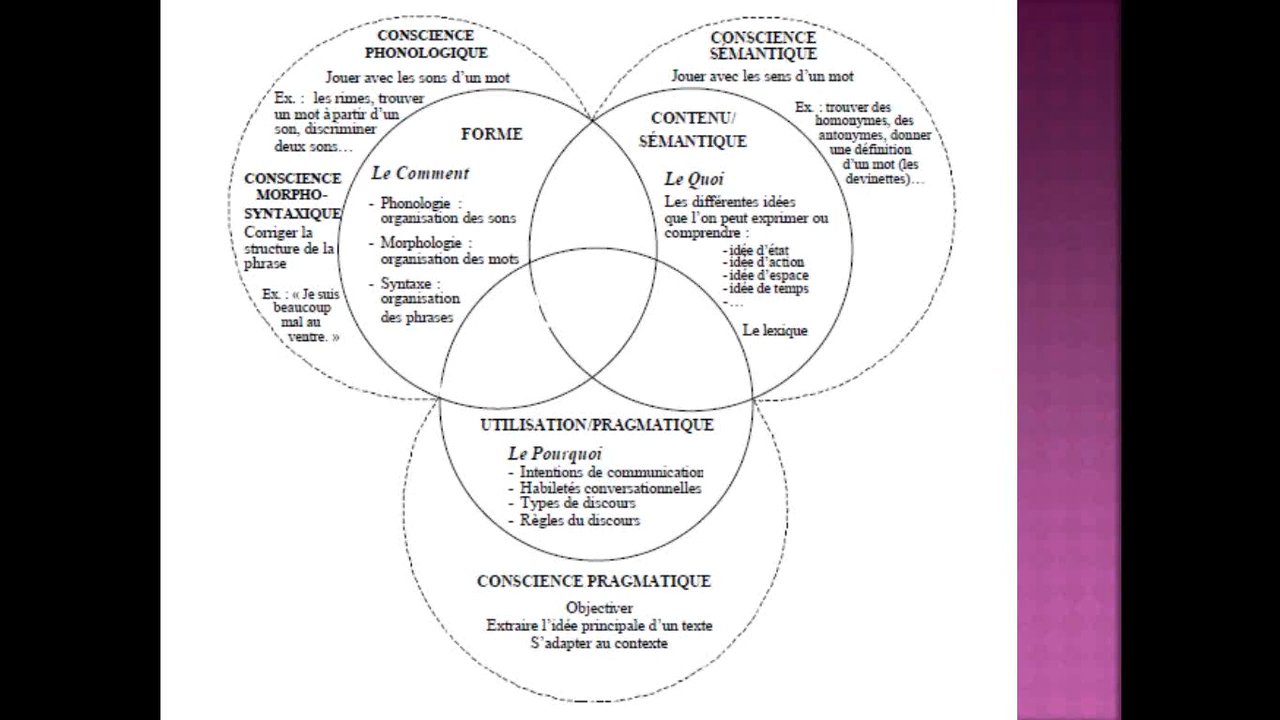 CONSCIENCE
PHONOLOGIQUE
Jouer avec les sons d'un mot
Ex. : les rimes, trouver
un mot à partir d'un
son, discriminer
deux sons…
CONSCIENCE
MORPHO-
SYNTAXIQUE
Corriger la
structure de la
phrase
Ex. : « Je suis
beaucoup
mal au
ventre. »
FORME
Le Comment
- Phonologie :
organisation des sons
- Morphologie :
organisation des mots
- Syntaxe :
organisation
des phrases
CONSCIENCE
SÉMANTIQUE
Jouer avec les sens d'un mot
Ex. : trouver des
homonymes, des
antonymes, donner
une définition
d'un mot (les
devinettes)…
CONTENU/
SÉMANTIQUE
Le Quoi
Les différentes idées
que l'on peut exprimer ou
comprendre :
-idée d'état
-idée d'action
-idée d'espace
-idée de temps
-…
Le lexique
UTILISATION/PRAGMATIQUE
Le Pourquoi
- Intentions de communication
- Habiletés conversationnelles
- Types de discours
- Règles du discours
CONSCIENCE PRAGMATIQUE
Objectiver
Extraire l'idée principale d'un texte
S'adapter au contexte